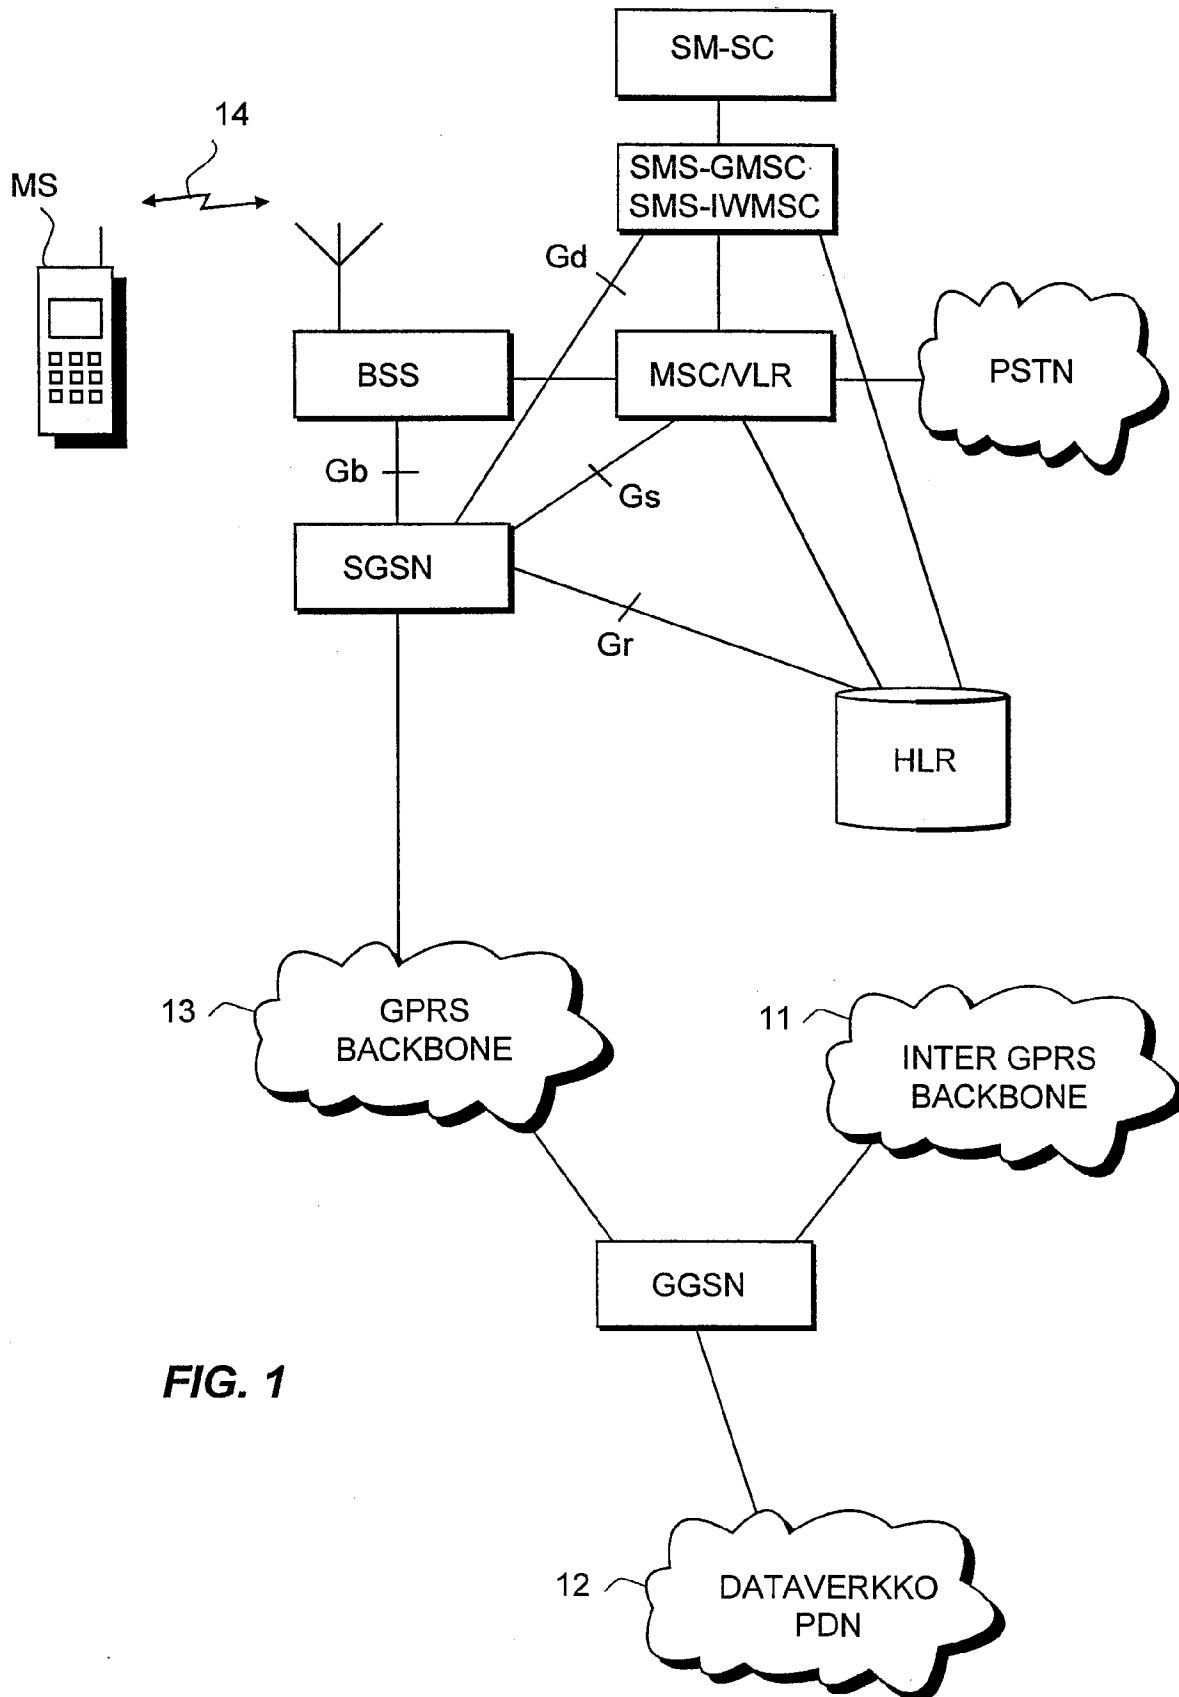 SM-SC
14
SMS-GMSC
SMS-IWMSC
MS
Gd
BSS
MSC/VLR
PSTN
Gb
Gs
SGSN
Gr
HLR
13
GPRS
BACKBONE
11
INTER GPRS
BACKBONE
GGSN
FIG. 1
12
DATAVERKKO
PDN